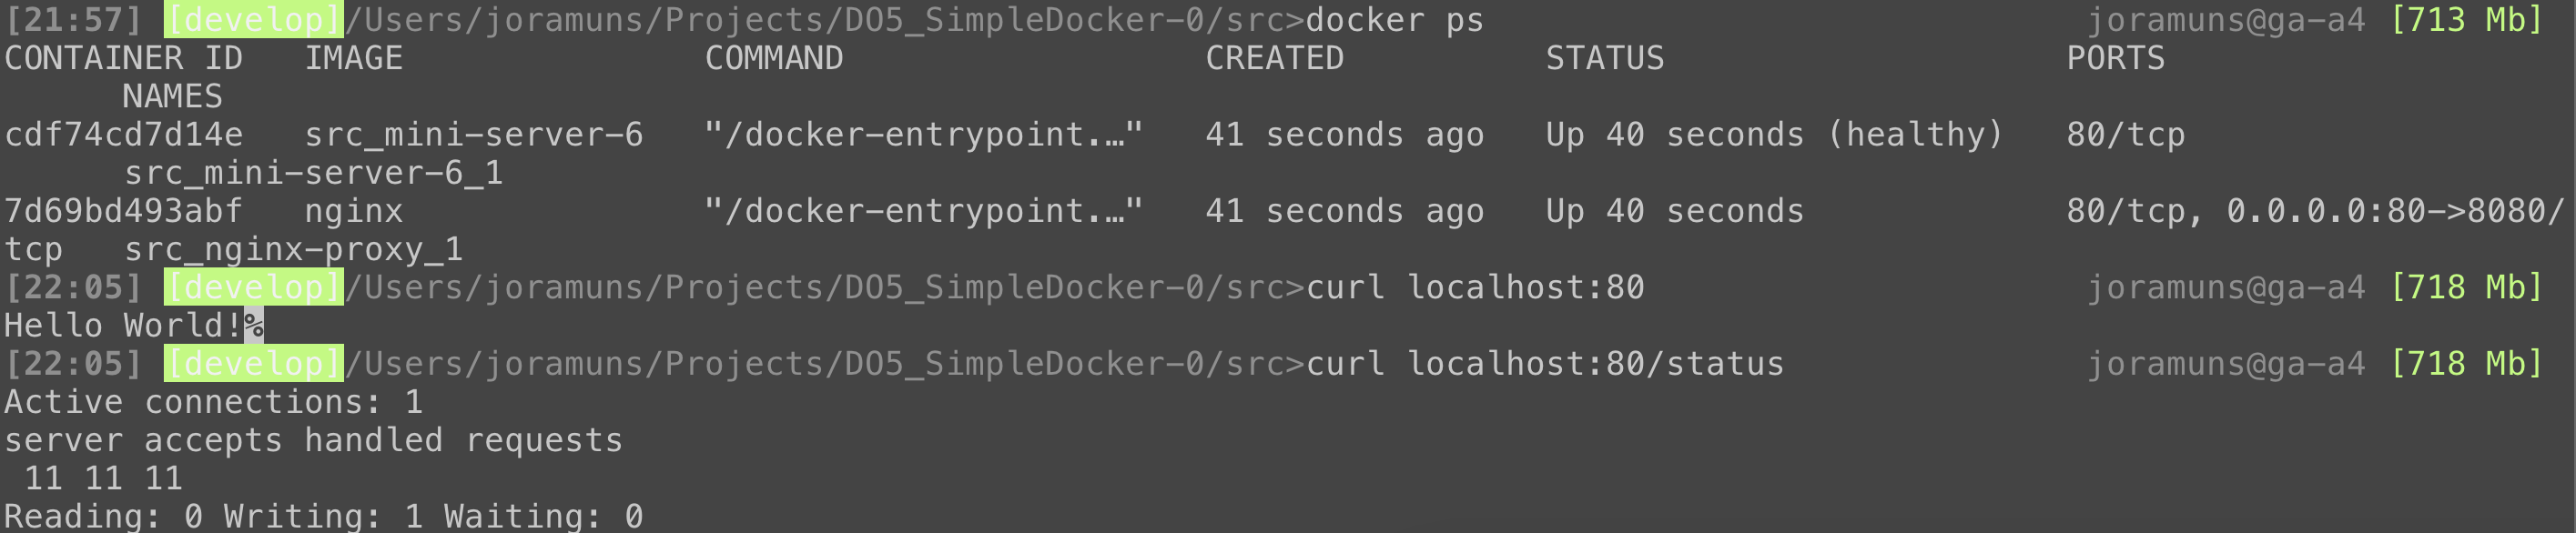 [21:57] [develop]/Users/joramuns/Projects/DO5_SimpleDocker-0/src>docker ps joramuns@ga-a4 [713 Mb]
CONTAINER ID   IMAGE               COMMAND                  CREATED          STATUS                    PORTS
      NAMES
cdf74cd7d14e   src_mini-server-6   "/docker-entrypoint.…"   41 seconds ago   Up 40 seconds (healthy)   80/tcp
      src_mini-server-6_1
7d69bd493abf   nginx               "/docker-entrypoint.…"   41 seconds ago   Up 40 seconds             80/tcp, 0.0.0.0:80->8080/
tcp   src_nginx-proxy_1
[22:05] [develop]/Users/joramuns/Projects/DO5_SimpleDocker-0/src>curl localhost:80 joramuns@ga-a4 [718 Mb]
Hello World!%
[22:05] [develop]/Users/joramuns/Projects/DO5_SimpleDocker-0/src>curl localhost:80/status joramuns@ga-a4 [718 Mb]
Active connections: 1
server accepts handled requests
 11 11 11
Reading: 0 Writing: 1 Waiting: 0